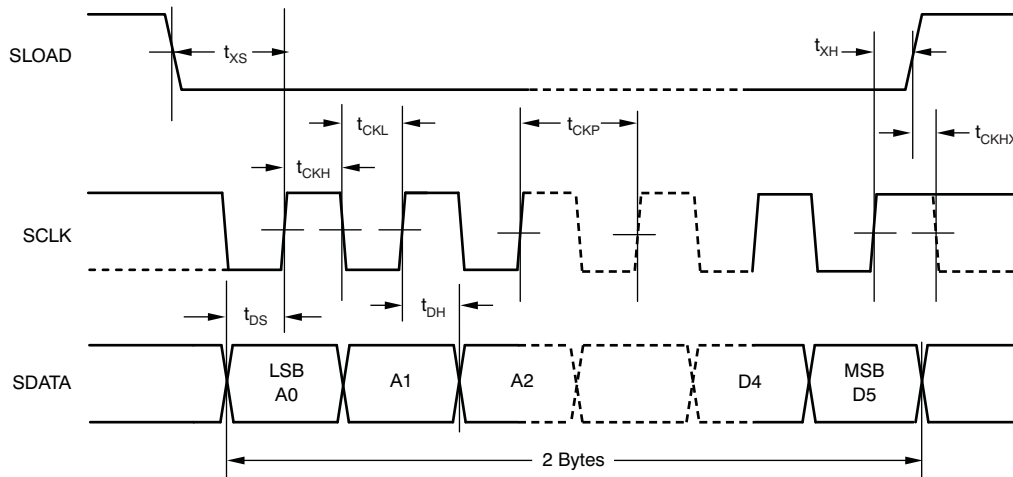 SLOAD
tXS
tXH
tCKL
tCKP
tCKHX
tCKH
SCLK
tDS
tDH
SDATA
LSB
A0
A1
A2
D4
MSB
D5
2 Bytes